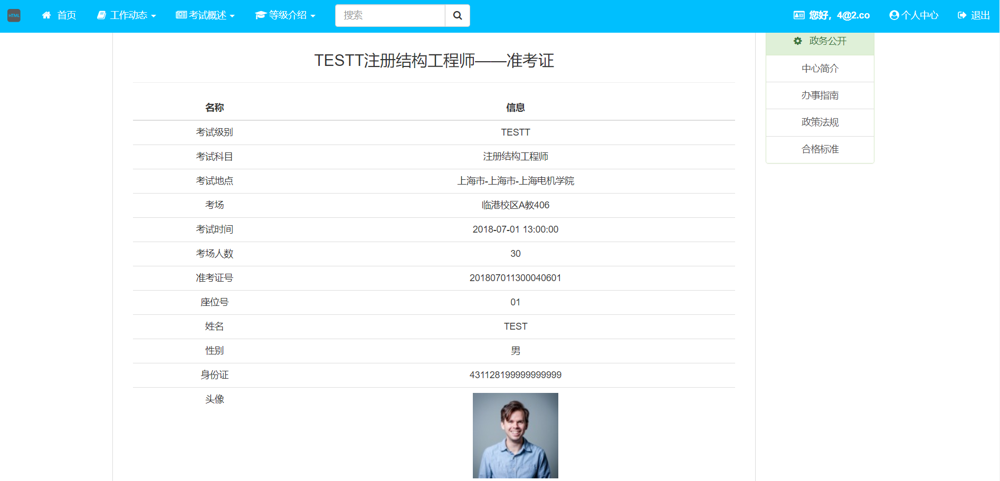 HTML 首页 工作动态 考试概述 等级介绍 搜索 您好，4@2.co 个人中心 退出
TESTT注册结构工程师——准考证
名称 信息
考试级别 TESTT
考试科目 注册结构工程师
考试地点 上海市-上海市-上海电机学院
考场 临港校区A教406
考试时间 2018-07-01 13:00:00
考场人数 30
准考证号 201807011300040601
座位号 01
姓名 TEST
性别 男
身份证 431128199999999999
头像
政务公开
中心简介
办事指南
政策法规
合格标准